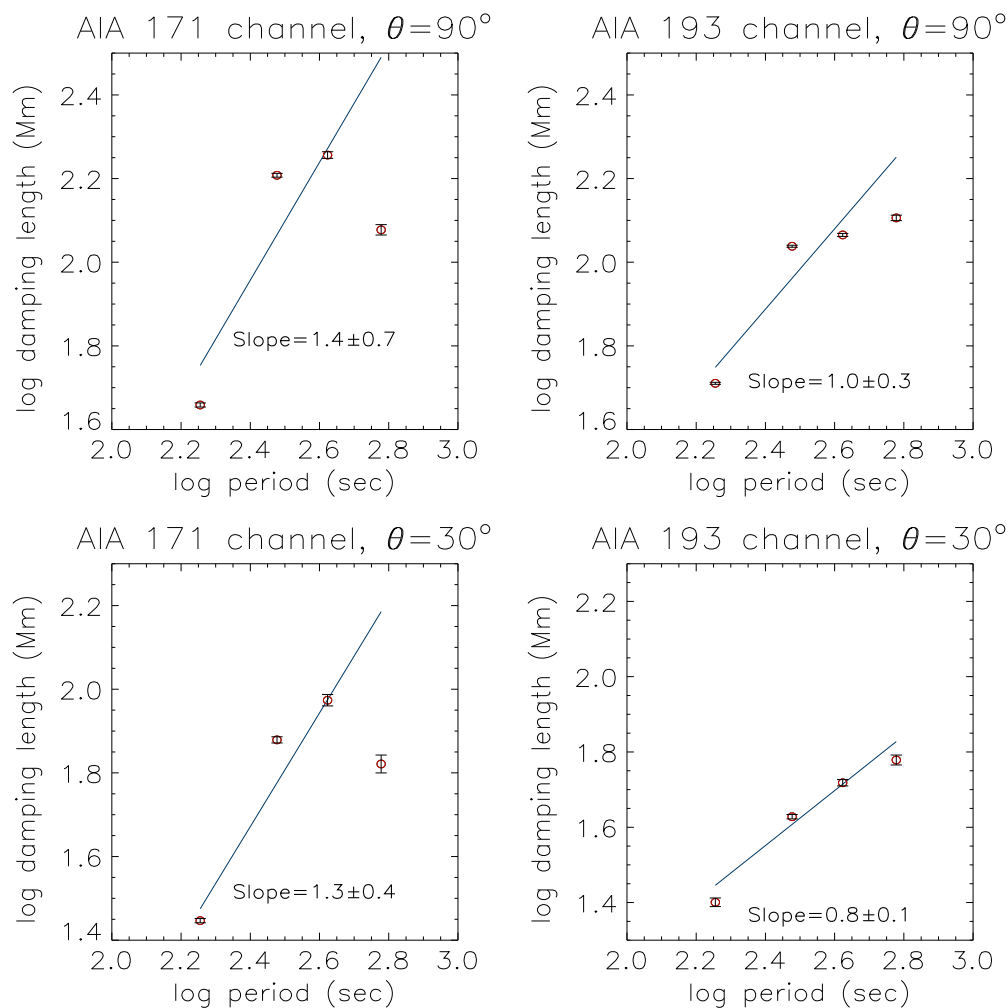 AIA 171 channel, θ=90°
log damping length (Mm)
2.4
2.2
2.0
1.8
1.6
Slope=1.4±0.7
2.0 2.2 2.4 2.6 2.8 3.0
log period (sec)
AIA 193 channel, θ=90°
log damping length (Mm)
2.4
2.2
2.0
1.8
1.6
Slope=1.0±0.3
2.0 2.2 2.4 2.6 2.8 3.0
log period (sec)
AIA 171 channel, θ=30°
log damping length (Mm)
2.2
2.0
1.8
1.6
1.4
Slope=1.3±0.4
2.0 2.2 2.4 2.6 2.8 3.0
log period (sec)
AIA 193 channel, θ=30°
log damping length (Mm)
2.2
2.0
1.8
1.6
1.4
Slope=0.8±0.1
2.0 2.2 2.4 2.6 2.8 3.0
log period (sec)